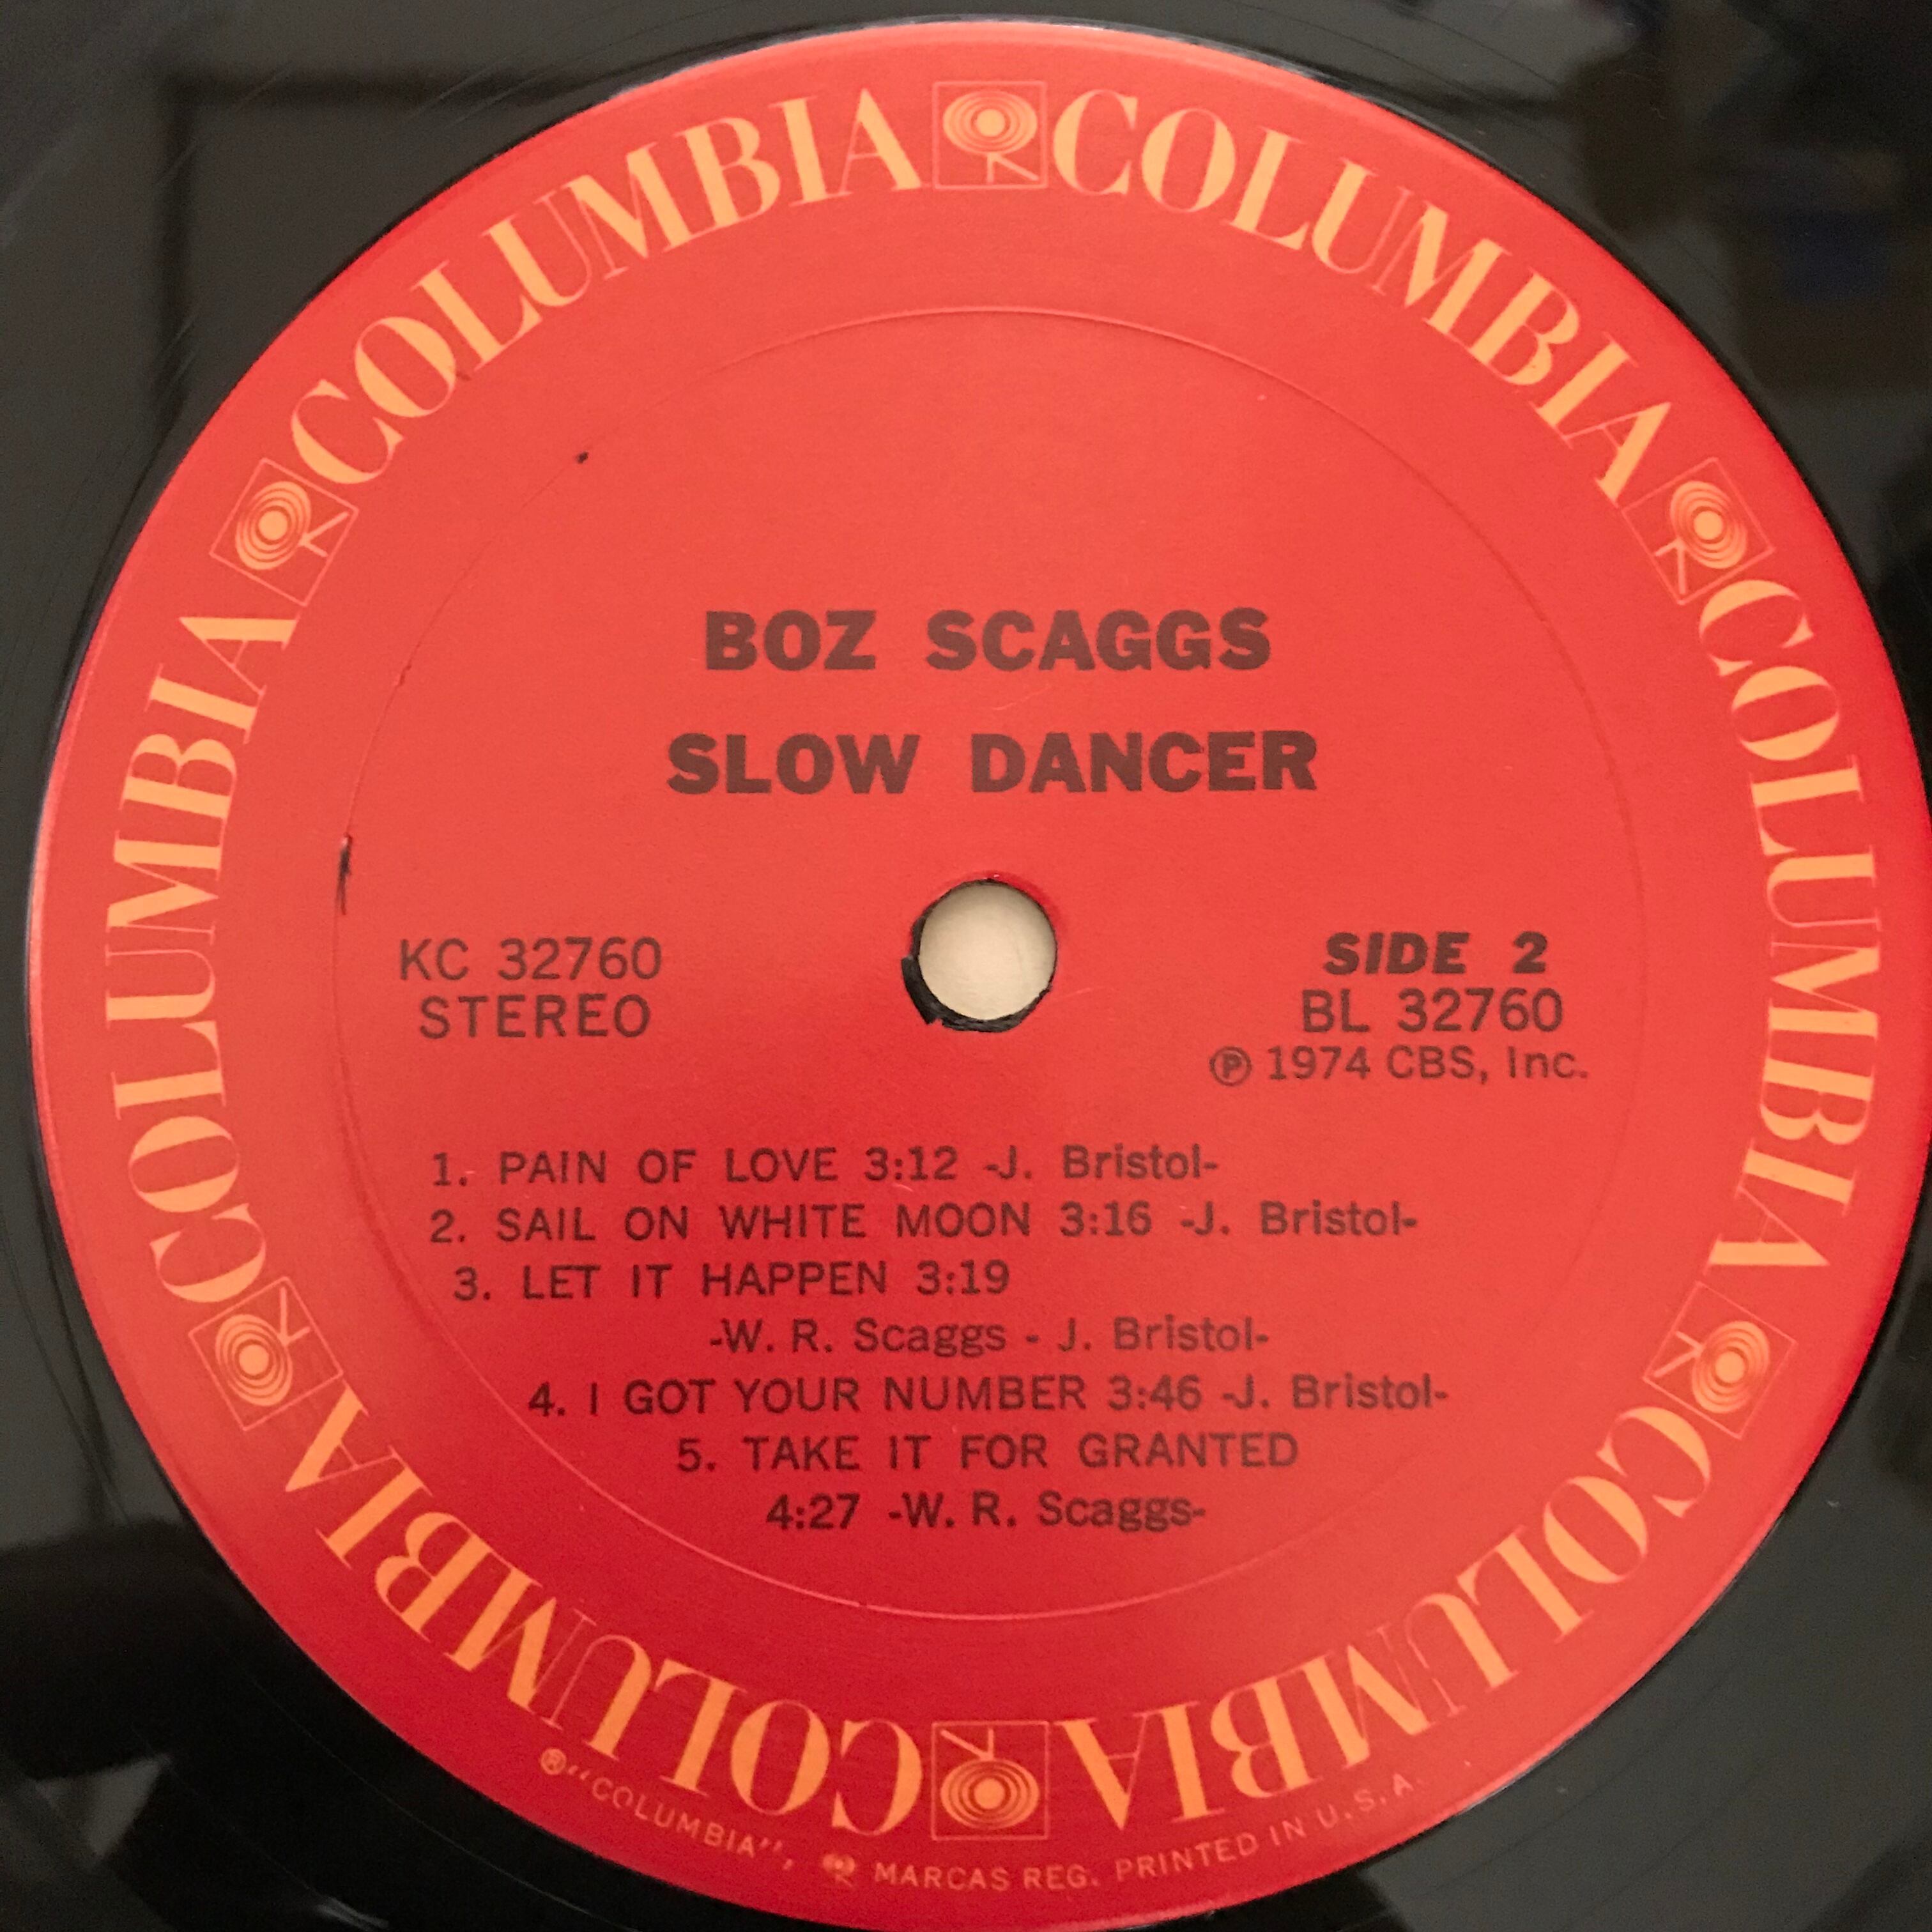 COLUMBIA COLUMBIA COLUMBIA COLUMBIA COLUMBIA COLUMBIA
BOZ SCAGGS
SLOW DANCER
KC 32760
STEREO
SIDE 2
BL 32760
℗ 1974 CBS, Inc.
1. PAIN OF LOVE 3:12 -J. Bristol-
2. SAIL ON WHITE MOON 3:16 -J. Bristol-
3. LET IT HAPPEN 3:19
-W. R. Scaggs - J. Bristol-
4. I GOT YOUR NUMBER 3:46 -J. Bristol-
5. TAKE IT FOR GRANTED
4:27 -W. R. Scaggs-
® "COLUMBIA", MARCAS REG. PRINTED IN U.S.A.